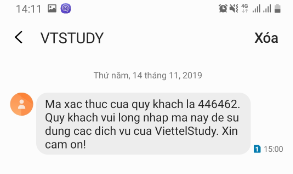 14:11
VTSTUDY
Xóa
Thứ năm, 14 tháng 11, 2019
Ma xac thuc cua quy khach la 446462.
Quy khach vui long nhap ma nay de su
dung cac dich vu cua ViettelStudy. Xin
cam on!
1 15:00